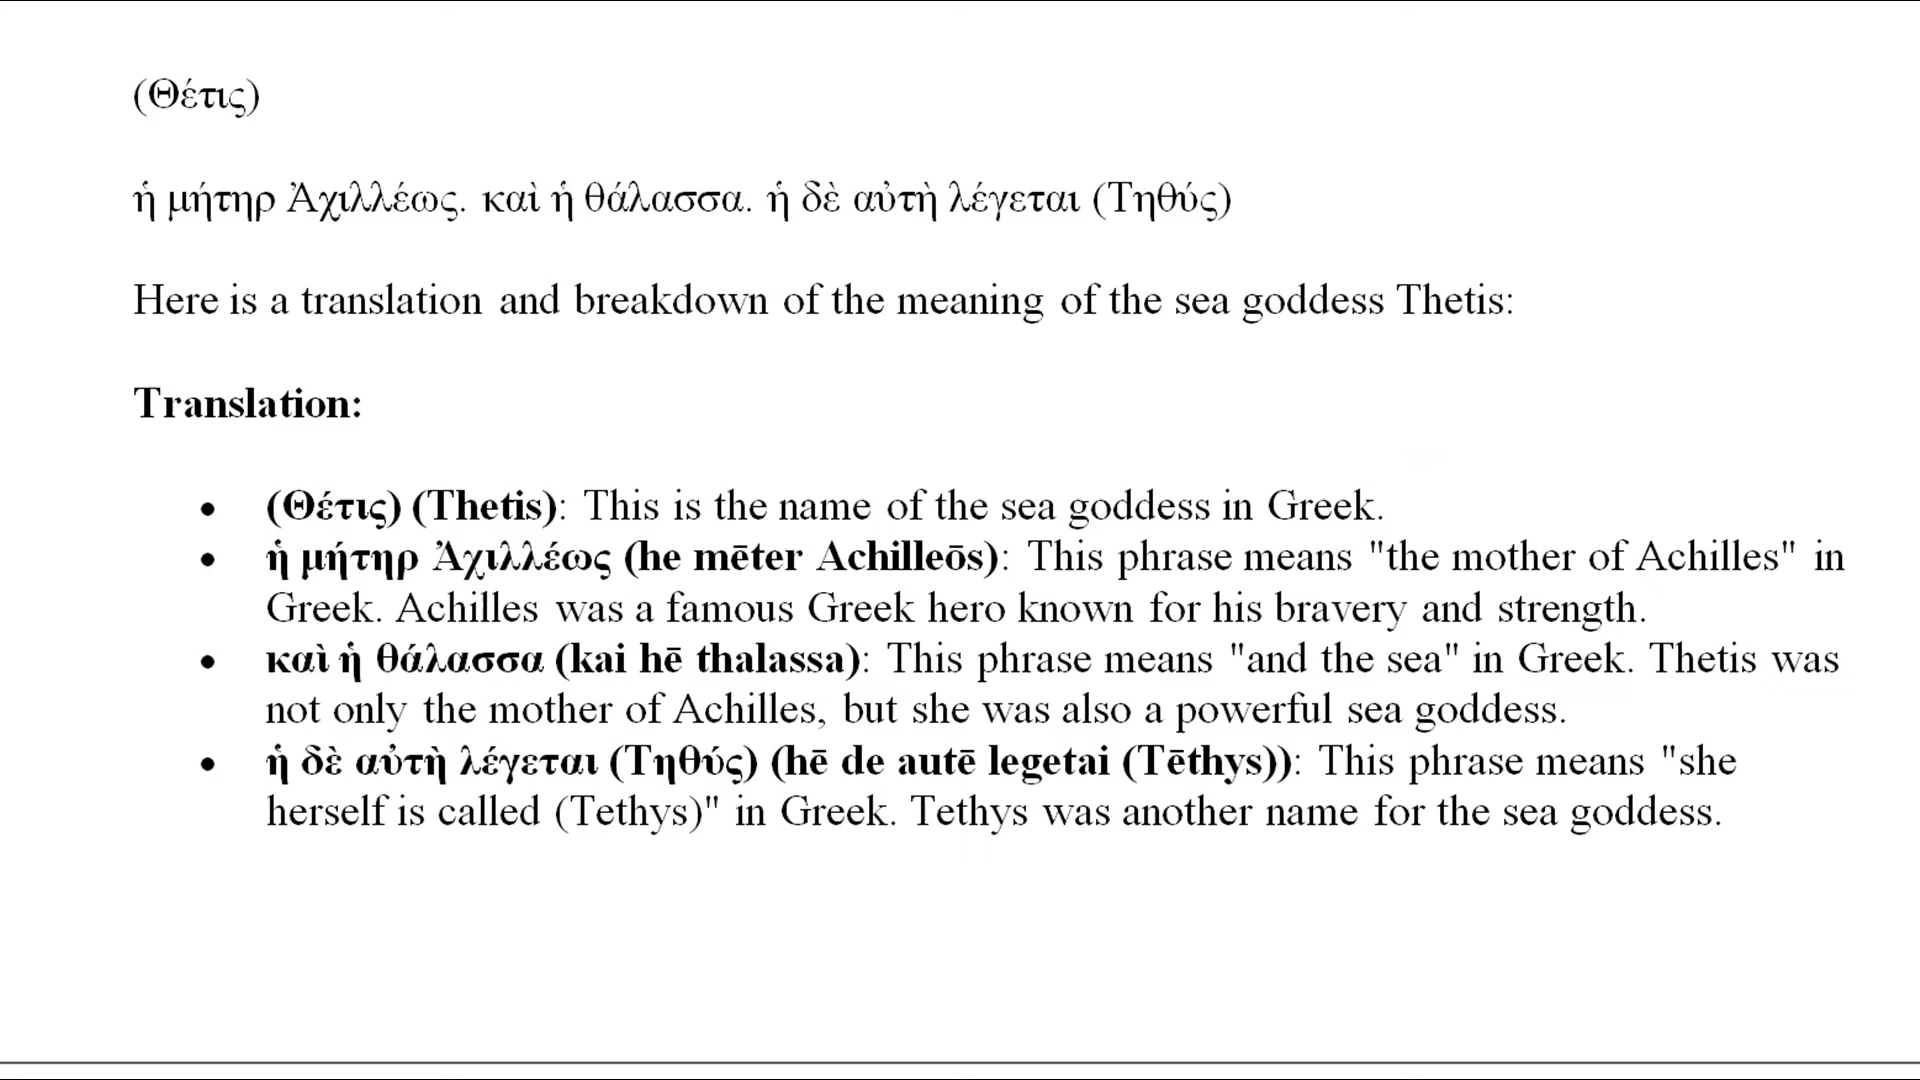 (Θέτις)
ἡ μήτηρ Ἀχιλλέως. καὶ ἡ θάλασσα. ἡ δὲ αὐτὴ λέγεται (Τηθύς)
Here is a translation and breakdown of the meaning of the sea goddess Thetis:
Translation:
• (Θέτις) (Thetis): This is the name of the sea goddess in Greek.
• ἡ μήτηρ Ἀχιλλέως (he mēter Achilleōs): This phrase means "the mother of Achilles" in
Greek. Achilles was a famous Greek hero known for his bravery and strength.
• καὶ ἡ θάλασσα (kai hē thalassa): This phrase means "and the sea" in Greek. Thetis was
not only the mother of Achilles, but she was also a powerful sea goddess.
• ἡ δὲ αὐτὴ λέγεται (Τηθύς) (hē de autē legetai (Tēthys)): This phrase means "she
herself is called (Tethys)" in Greek. Tethys was another name for the sea goddess.